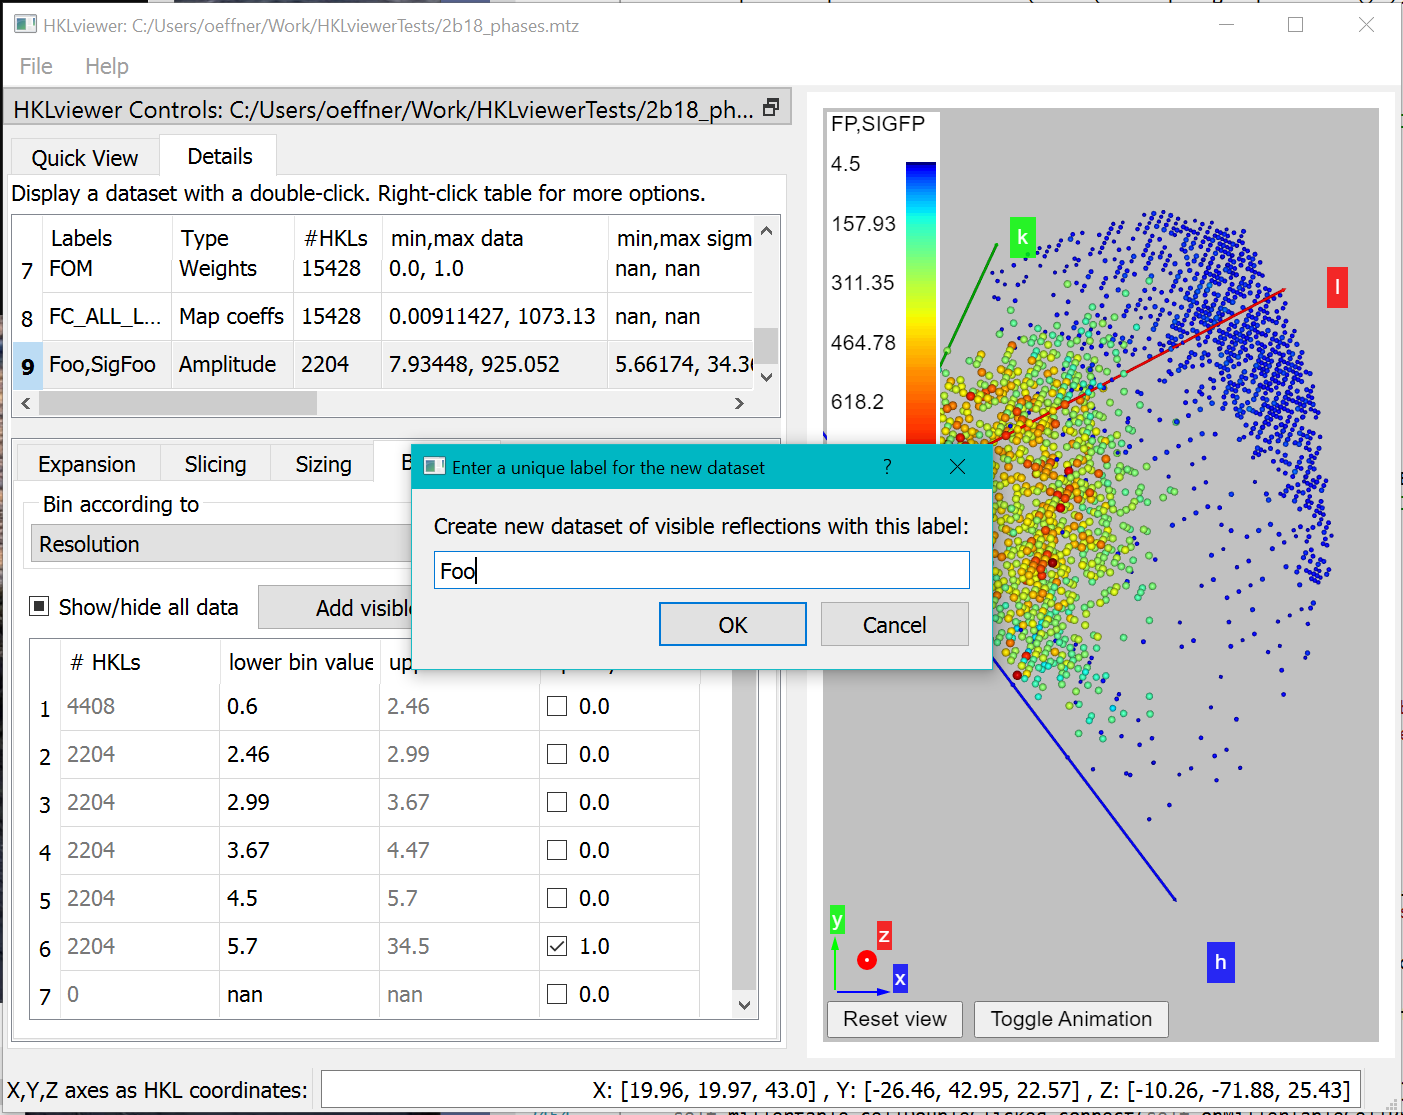 HKLviewer: C:/Users/oeffner/Work/HKLviewerTests/2b18_phases.mtz
File Help
HKLviewer Controls: C:/Users/oeffner/Work/HKLviewerTests/2b18_ph...
Quick View Details
Display a dataset with a double-click. Right-click table for more options.
Labels Type #HKLs min,max data min,max sigm
7 FOM Weights 15428 0.0, 1.0 nan, nan
8 FC_ALL_L... Map coeffs 15428 0.00911427, 1073.13 nan, nan
9 Foo,SigFoo Amplitude 2204 7.93448, 925.052 5.66174, 34.36
Expansion Slicing Sizing B
Bin according to
Resolution
Show/hide all data Add visible
# HKLs lower bin value
1 4408 0.6 2.46 0.0
2 2204 2.46 2.99 0.0
3 2204 2.99 3.67 0.0
4 2204 3.67 4.47 0.0
5 2204 4.5 5.7 0.0
6 2204 5.7 34.5 1.0
7 0 nan nan 0.0
Enter a unique label for the new dataset ?
Create new dataset of visible reflections with this label:
Foo
OK Cancel
FP,SIGFP
4.5
157.93
311.35
464.78
618.2
k
l
h
y
z
x
Reset view Toggle Animation
X,Y,Z axes as HKL coordinates: X: [19.96, 19.97, 43.0] , Y: [-26.46, 42.95, 22.57] , Z: [-10.26, -71.88, 25.43]